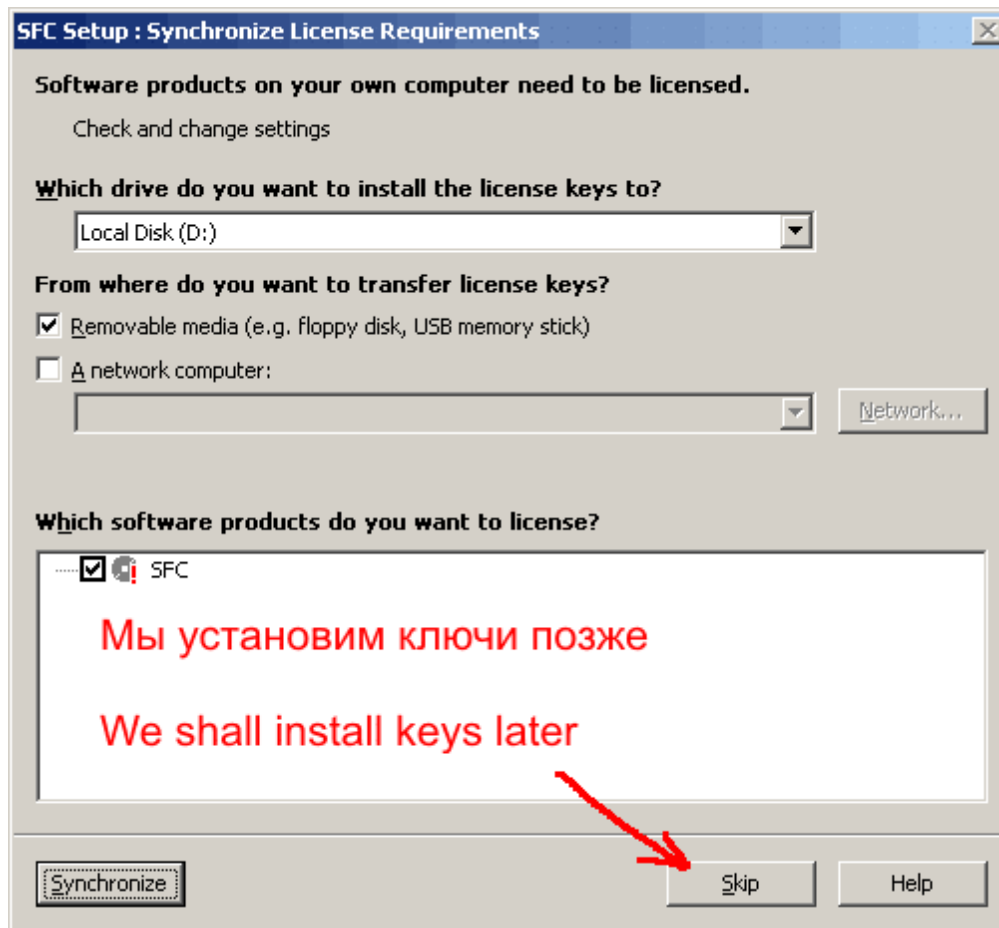 SFC Setup : Synchronize License Requirements
Software products on your own computer need to be licensed.
Check and change settings
Which drive do you want to install the license keys to?
Local Disk (D:)
From where do you want to transfer license keys?
Removable media (e.g. floppy disk, USB memory stick)
A network computer:
Network...
Which software products do you want to license?
SFC
Мы установим ключи позже
We shall install keys later
Synchronize
Skip
Help